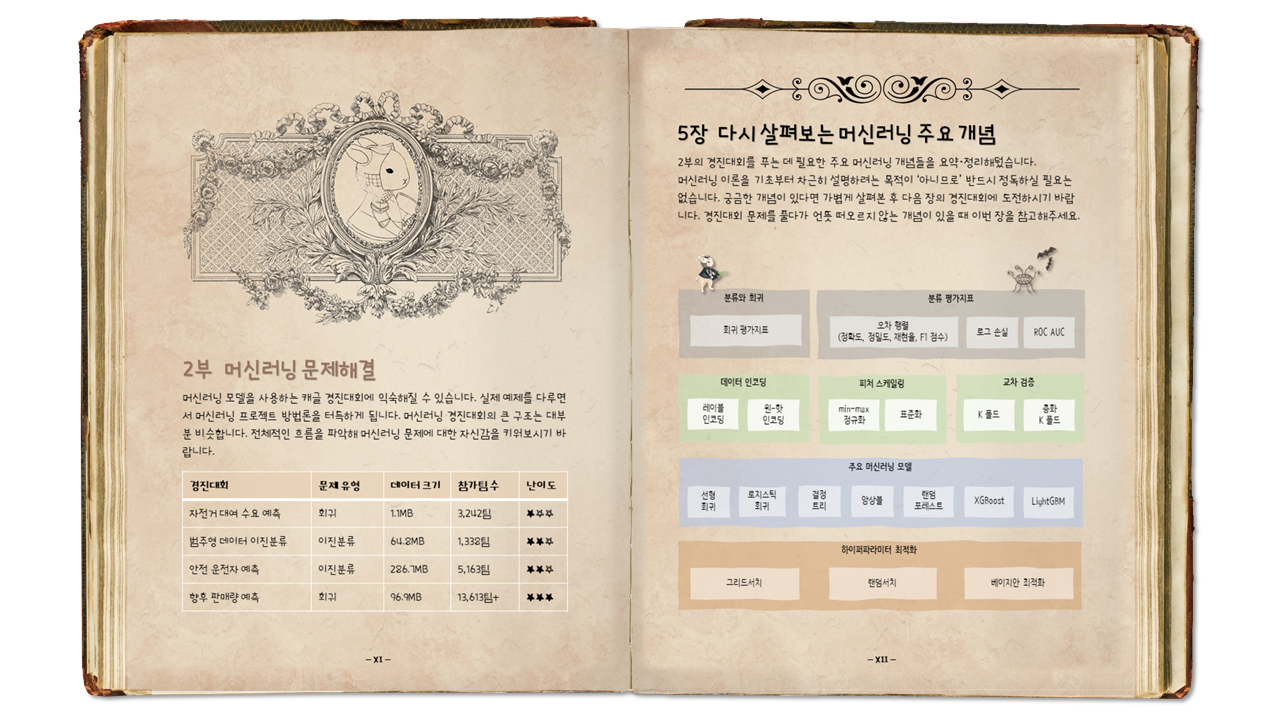 2부 머신러닝 문제해결
머신러닝 모델을 사용하는 캐글 경진대회에 익숙해질 수 있습니다. 실제 예제를 다루면
서 머신러닝 프로젝트 방법론을 터득하게 됩니다. 머신러닝 경진대회의 큰 구조는 대부
분 비슷합니다. 전체적인 흐름을 파악해 머신러닝 문제에 대한 자신감을 키워보시기 바
랍니다.
경진대회 문제 유형 데이터 크기 참가팀 수 난이도
자전거 대여 수요 예측 회귀 1.1MB 3,242팀 ★☆☆
범주형 데이터 이진분류 이진분류 64.8MB 1,338팀 ★★☆
안전 운전자 예측 이진분류 286.7MB 5,163팀 ★★☆
향후 판매량 예측 회귀 96.9MB 13,613팀+ ★★★
– XI –
5장 다시 살펴보는 머신러닝 주요 개념
2부의 경진대회를 푸는 데 필요한 주요 머신러닝 개념들을 요약·정리해뒀습니다.
머신러닝 이론을 기초부터 차근히 설명하려는 목적이 ‘아니므로’ 반드시 정독하실 필요는
없습니다. 궁금한 개념이 있다면 가볍게 살펴본 후 다음 장의 경진대회에 도전하시기 바랍
니다. 경진대회 문제를 풀다가 언뜻 떠오르지 않는 개념이 있을 때 이번 장을 참고해주세요.
분류와 회귀
회귀 평가지표
분류 평가지표
오차 행렬
(정확도, 정밀도, 재현율, F1 점수)
로그 손실
ROC AUC
데이터 인코딩
레이블
인코딩
원-핫
인코딩
피처 스케일링
min-max
정규화
표준화
교차 검증
K 폴드
층화
K 폴드
주요 머신러닝 모델
선형
회귀
로지스틱
회귀
결정
트리
앙상블
랜덤
포레스트
XGBoost
LightGBM
하이퍼파라미터 최적화
그리드서치
랜덤서치
베이지안 최적화
– XII –